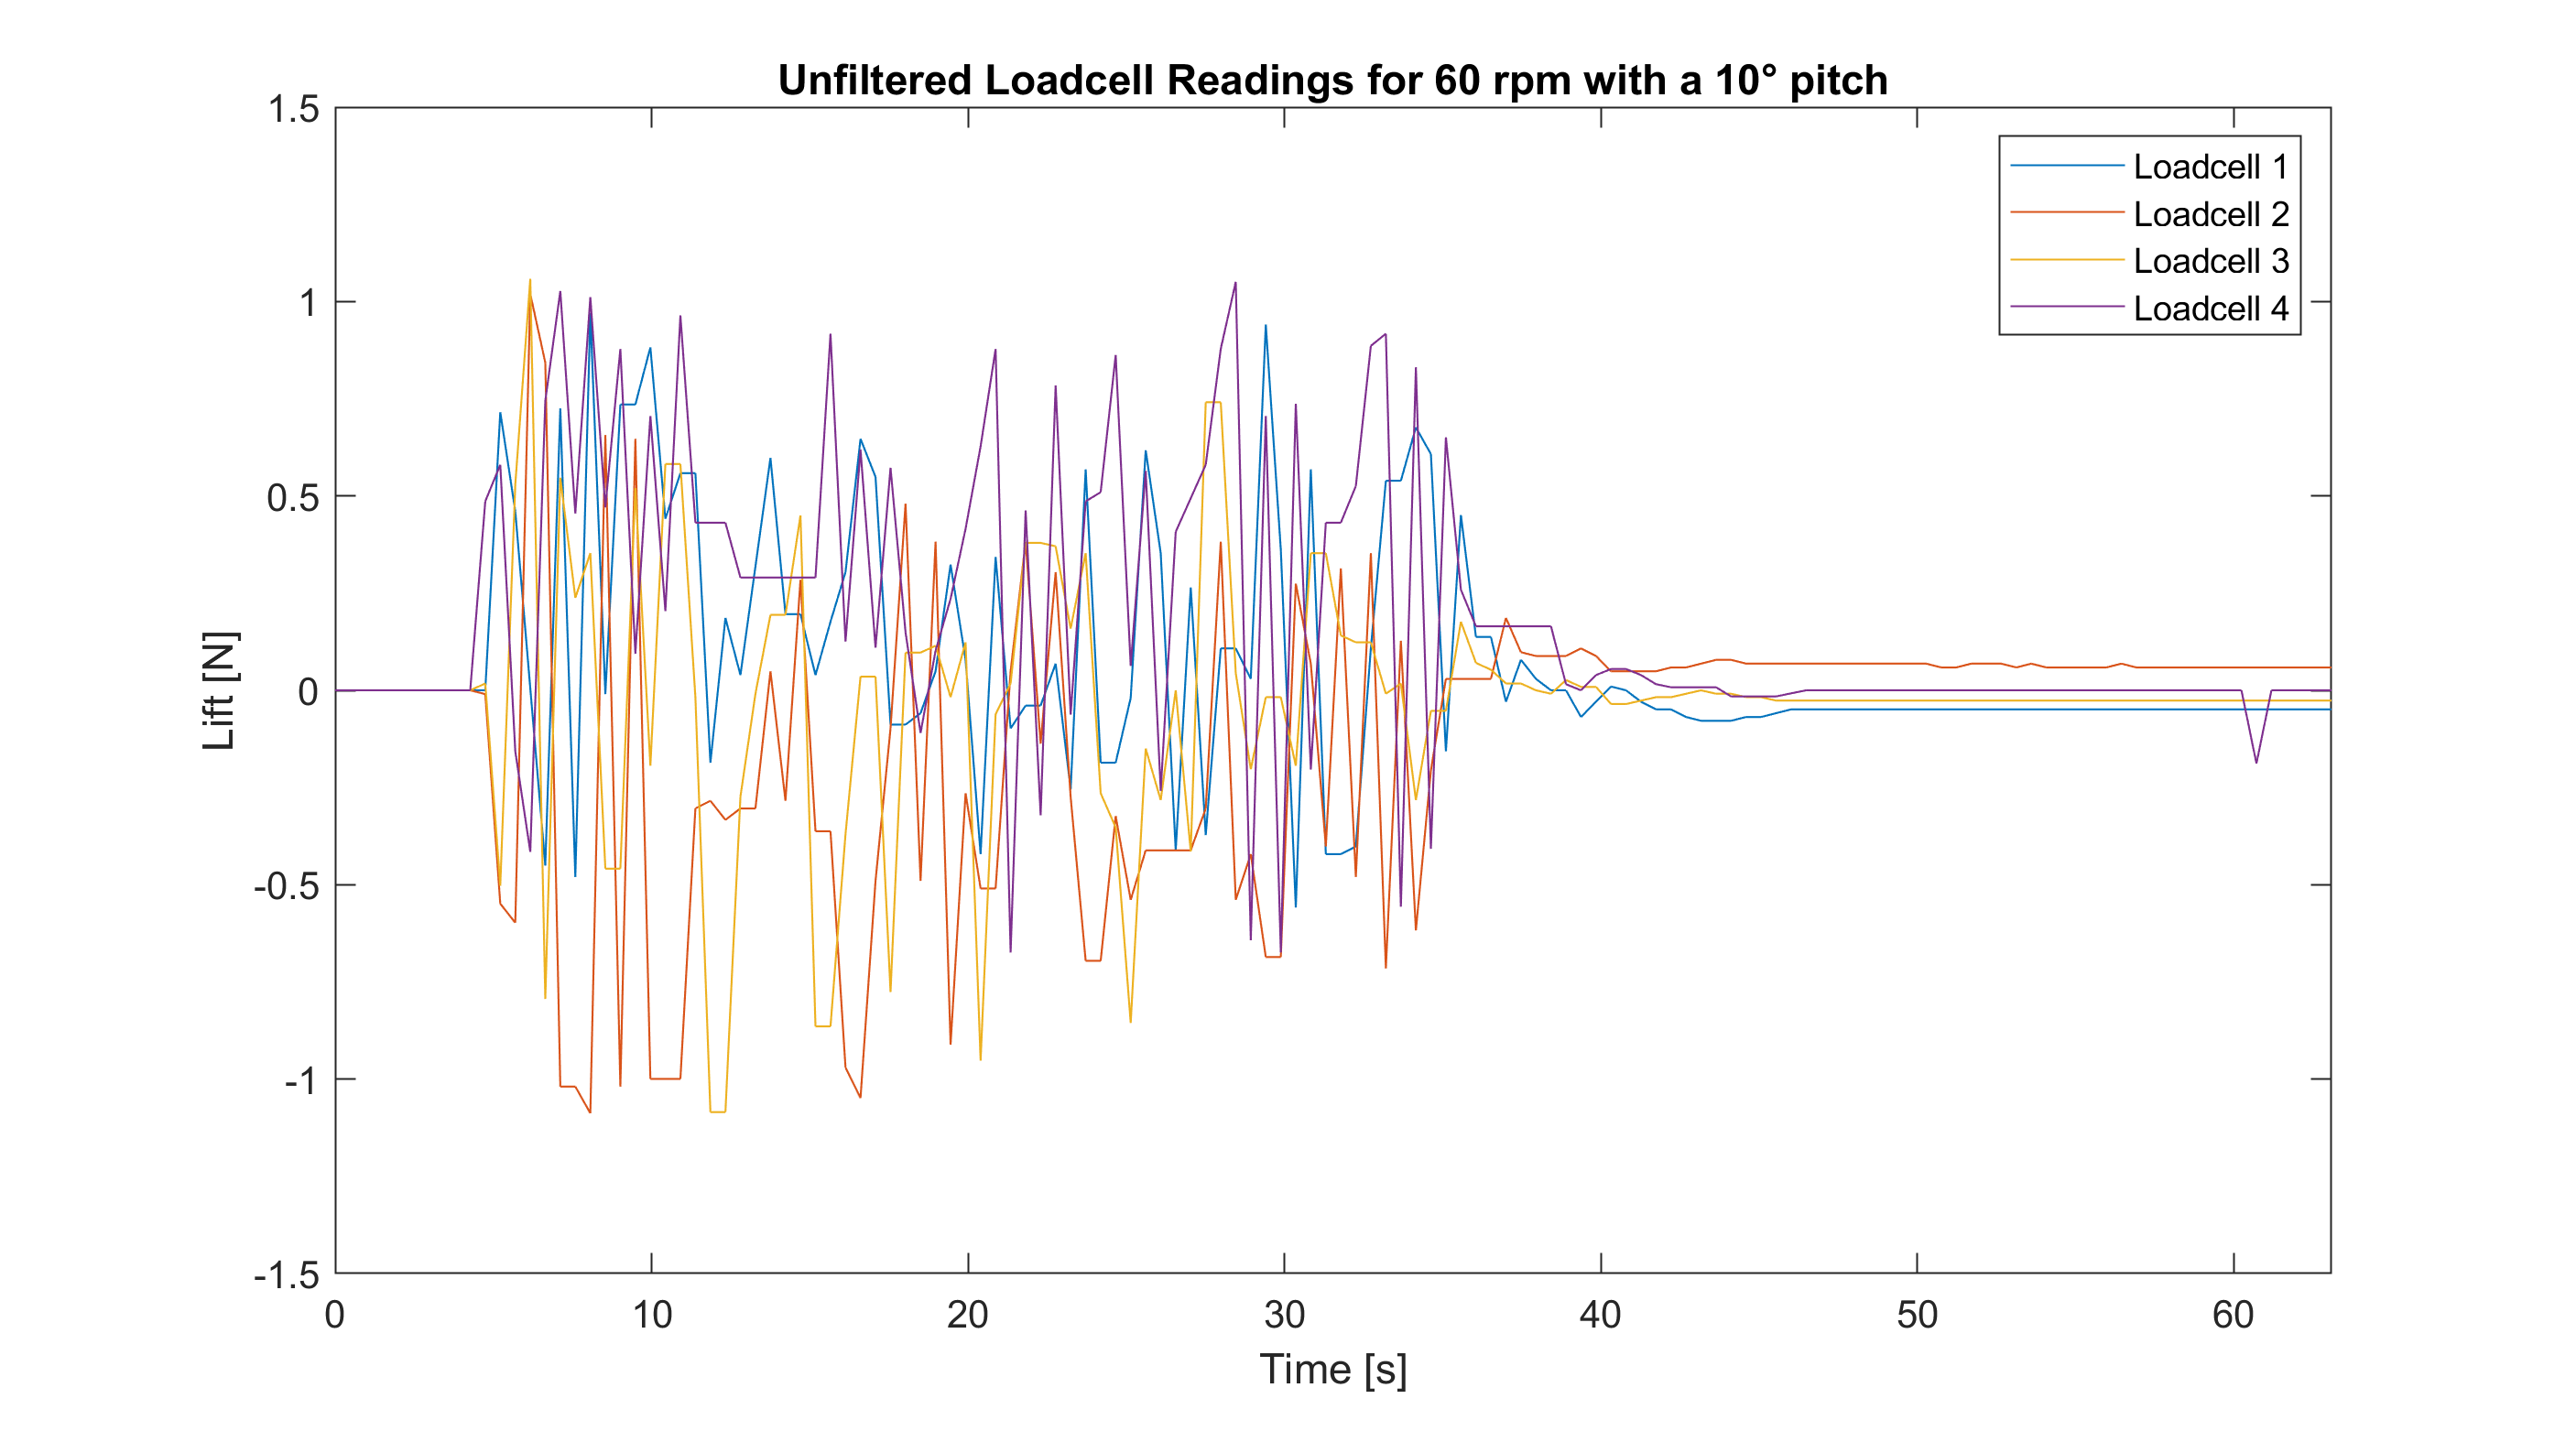 Unfiltered Loadcell Readings for 60 rpm with a 10° pitch
1.5
1
0.5
0
-0.5
-1
-1.5
Lift [N]
Loadcell 1
Loadcell 2
Loadcell 3
Loadcell 4
0 10 20 30 40 50 60
Time [s]